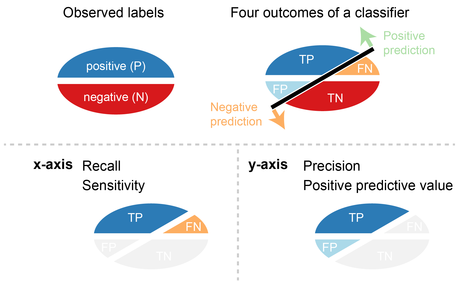 Observed labels
positive (P)
negative (N)
Four outcomes of a classifier
Positive
prediction
TP
FN
FP
TN
Negative
prediction
x-axis Recall
Sensitivity
TP
FN
FP
TN
y-axis Precision
Positive predictive value
TP
FN
FP
TN